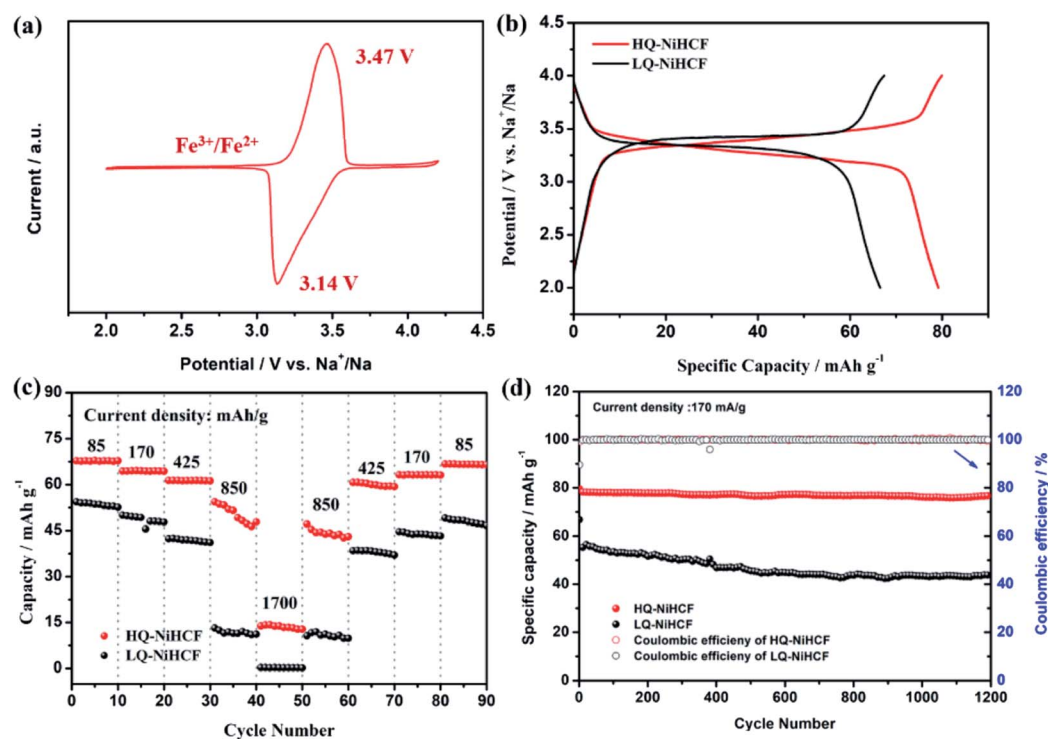 (a)
3.47 V
Fe³⁺/Fe²⁺
3.14 V
Current / a.u.
2.0 2.5 3.0 3.5 4.0 4.5
Potential / V vs. Na⁺/Na
(b)
HQ-NiHCF
LQ-NiHCF
Potential / V vs. Na⁺/Na
4.0
3.5
3.0
2.5
2.0
0 20 40 60 80
Specific Capacity / mAh g⁻¹
(c)
Current density: mAh/g
85 170 425 850 1700 850 425 170 85
Capacity / mAh g⁻¹
90
75
60
45
30
15
0
HQ-NiHCF
LQ-NiHCF
0 10 20 30 40 50 60 70 80 90
Cycle Number
(d)
Current density :170 mA/g
Specific capacity / mAh g⁻¹
120
100
80
60
40
20
0
HQ-NiHCF
LQ-NiHCF
Coulombic efficieny of HQ-NiHCF
Coulombic efficieny of LQ-NiHCF
0 200 400 600 800 1000 1200
Cycle Number
120
100
80
60
40
20
0
Coulombic efficiency / %